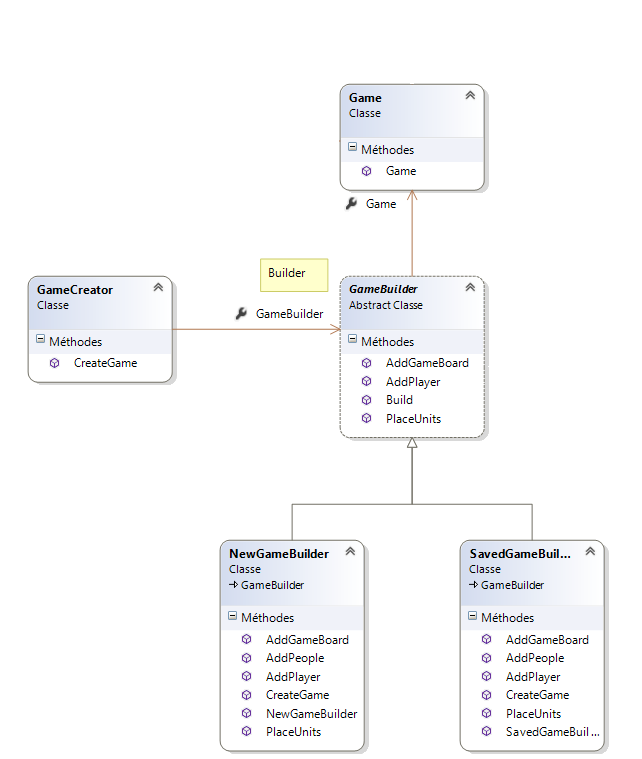 Game
Classe
Méthodes
Game
Game
Builder
GameCreator
Classe
Méthodes
CreateGame
GameBuilder
GameBuilder
Abstract Classe
Méthodes
AddGameBoard
AddPlayer
Build
PlaceUnits
NewGameBuilder
Classe
GameBuilder
Méthodes
AddGameBoard
AddPeople
AddPlayer
CreateGame
NewGameBuilder
PlaceUnits
SavedGameBuil...
Classe
GameBuilder
Méthodes
AddGameBoard
AddPeople
AddPlayer
CreateGame
PlaceUnits
SavedGameBuil...